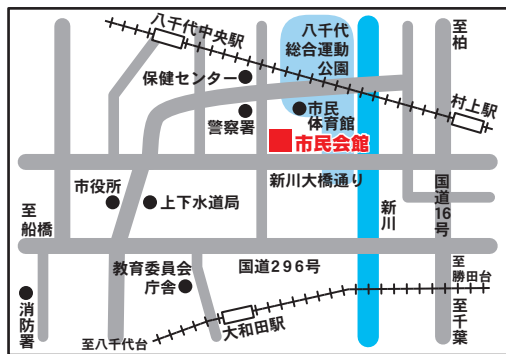 八千代中央駅
八千代
総合運動
公園
至
柏
保健センター
村上駅
市民
体育館
警察署
市民会館
新川大橋通り
市役所
上下水道局
国道16号
新川
至
船橋
教育委員会
庁舎
国道296号
至
勝田台
消防署
大和田駅
至
千葉
至八千代台